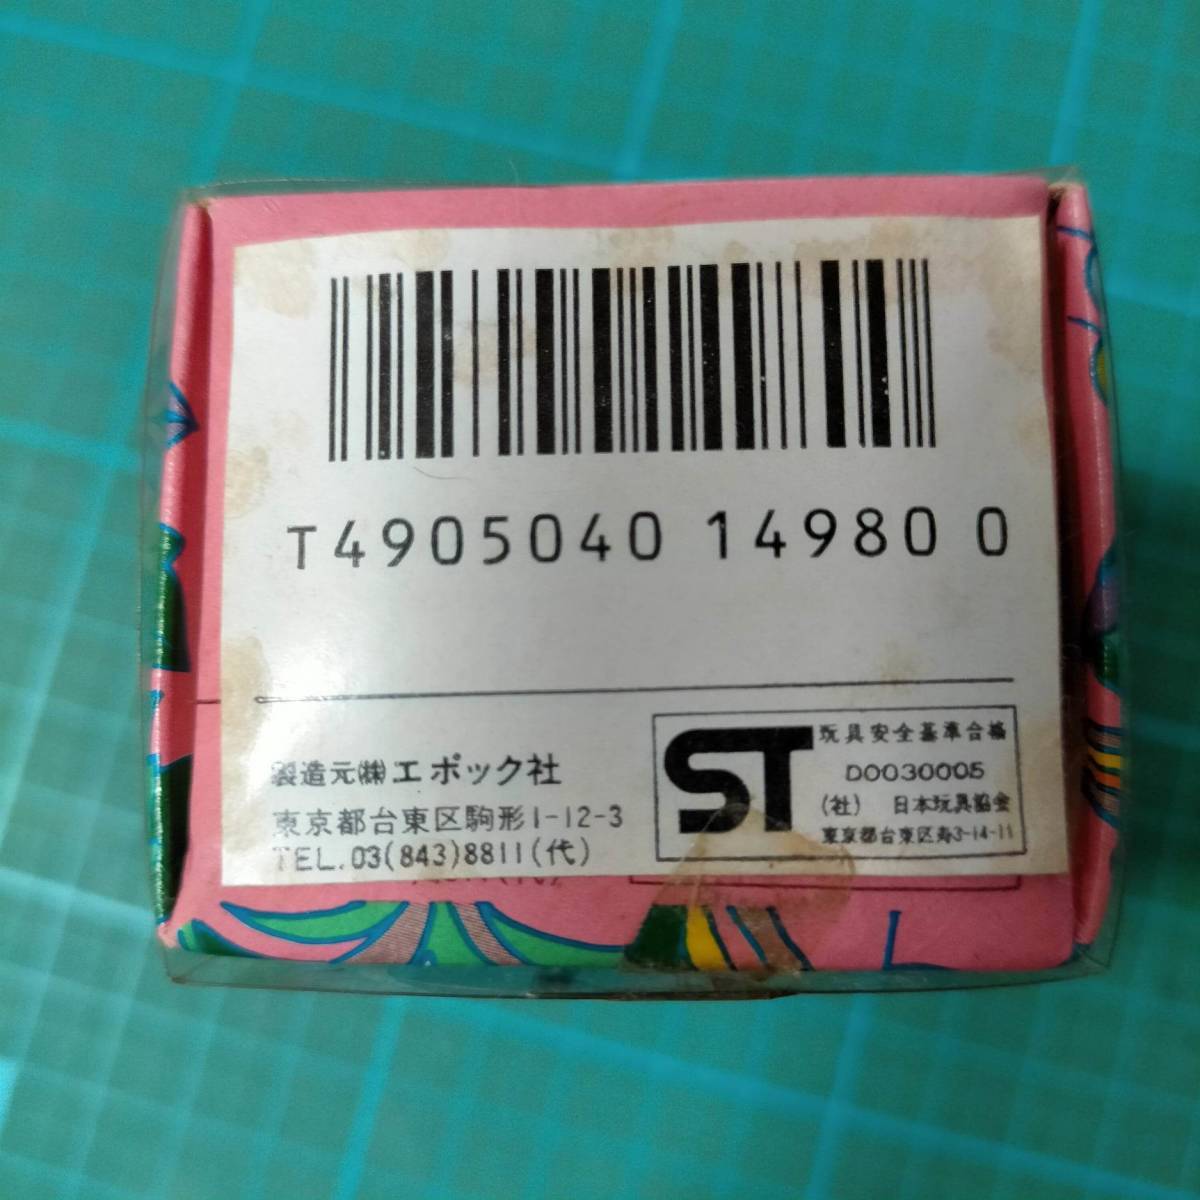 T4905040 14980 0
製造元㈱エポック社
東京都台東区駒形1-12-3
TEL.03(843)8811(代)
ST
玩具安全基準合格
D0030005
(社) 日本玩具協会
東京都台東区寿3-14-11